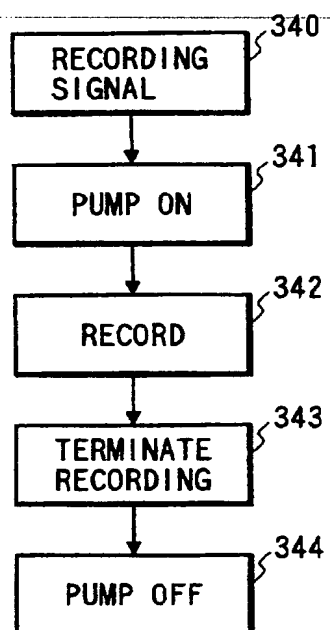 340
RECORDING
SIGNAL
341
PUMP ON
342
RECORD
343
TERMINATE
RECORDING
344
PUMP OFF